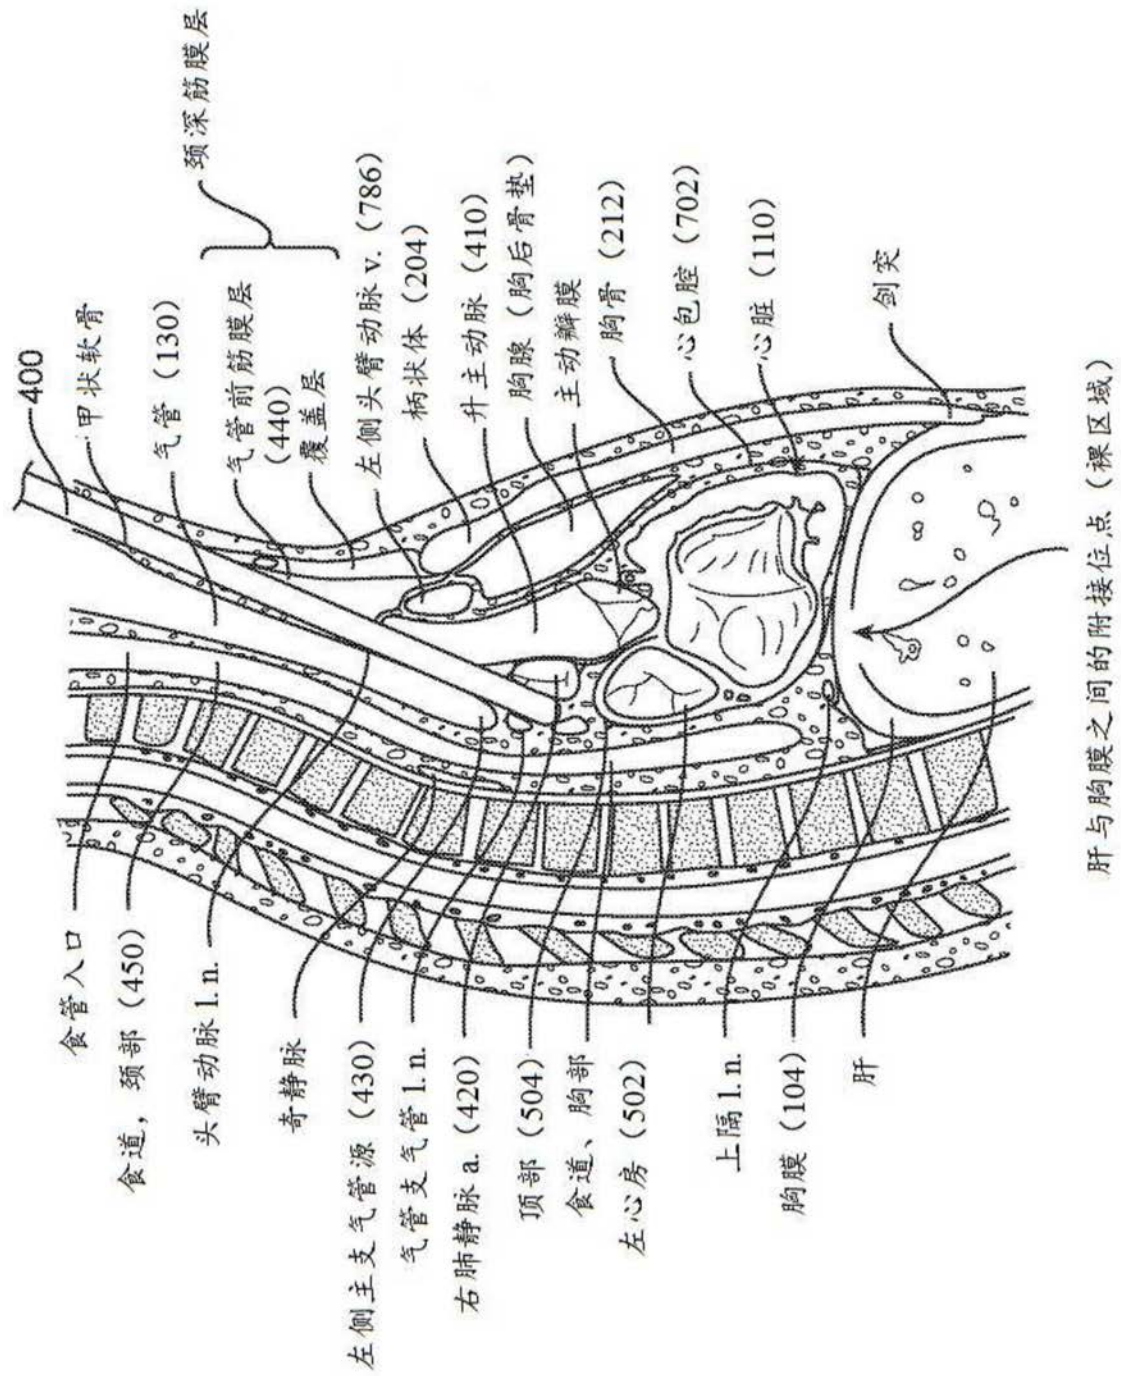 颈深筋膜层
400
甲状软骨
气管（130）
气管前筋膜层
（440）
覆盖层
左侧头臂动脉 v.（786）
柄状体（204）
升主动脉（410）
胸腺（胸后骨垫）
主动瓣膜
胸骨（212）
心包腔（702）
心脏（110）
剑突
食管入口
食道，颈部（450）
头臂动脉 l. n.
奇静脉
左侧主支气管源（430）
气管支气管 l. n.
右肺静脉 a.（420）
顶部（504）
食道、胸部
左心房（502）
上隔 l. n.
胸膜（104）
肝
肝与胸膜之间的附接位点（裸区域）